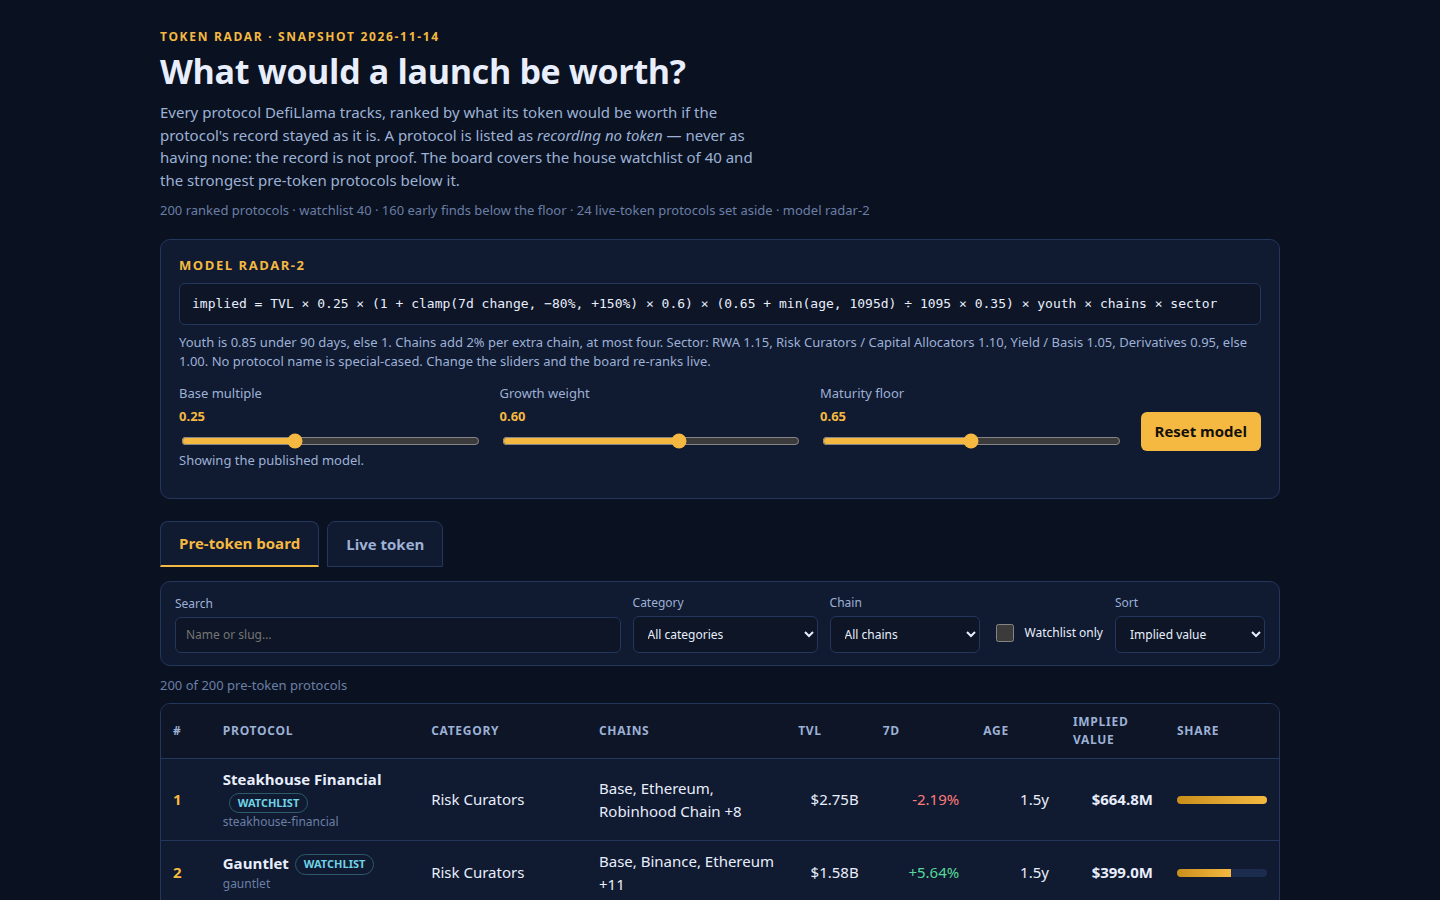 TOKEN RADAR · SNAPSHOT 2026-11-14
What would a launch be worth?
Every protocol DefiLlama tracks, ranked by what its token would be worth if the
protocol's record stayed as it is. A protocol is listed as recording no token — never as
having none: the record is not proof. The board covers the house watchlist of 40 and
the strongest pre-token protocols below it.
200 ranked protocols · watchlist 40 · 160 early finds below the floor · 24 live-token protocols set aside · model radar-2
MODEL RADAR-2
implied = TVL × 0.25 × (1 + clamp(7d change, −80%, +150%) × 0.6) × (0.65 + min(age, 1095d) ÷ 1095 × 0.35) × youth × chains × sector
Youth is 0.85 under 90 days, else 1. Chains add 2% per extra chain, at most four. Sector: RWA 1.15, Risk Curators / Capital Allocators 1.10, Yield / Basis 1.05, Derivatives 0.95, else
1.00. No protocol name is special-cased. Change the sliders and the board re-ranks live.
Base multiple Growth weight Maturity floor
0.25 0.60 0.65
Reset model
Showing the published model.
Pre-token board Live token
Search Category Chain Sort
Name or slug... All categories All chains Watchlist only Implied value
200 of 200 pre-token protocols
# PROTOCOL CATEGORY CHAINS TVL 7D AGE IMPLIED VALUE SHARE
1 Steakhouse Financial WATCHLIST steakhouse-financial Risk Curators Base, Ethereum, Robinhood Chain +8 $2.75B -2.19% 1.5y $664.8M
2 Gauntlet WATCHLIST gauntlet Risk Curators Base, Binance, Ethereum +11 $1.58B +5.64% 1.5y $399.0M